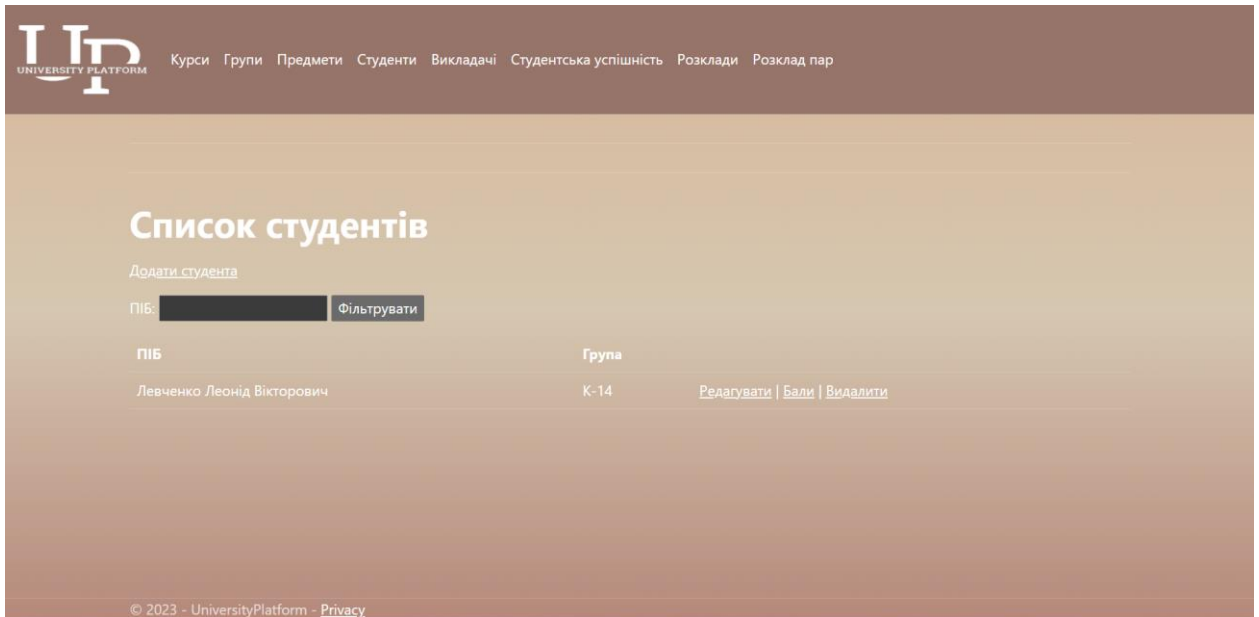 UP
UNIVERSITY PLATFORM
Курси Групи Предмети Студенти Викладачі Студентська успішність Розклади Розклад пар
Список студентів
Додати студента
ПІБ: Фільтрувати
ПІБ Група
Левченко Леонід Вікторович К-14 Редагувати | Бали | Видалити
© 2023 - UniversityPlatform - Privacy